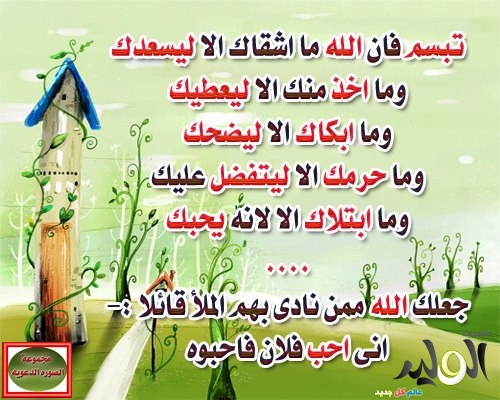 تبسم فان الله ما اشقاك الا ليسعدك
وما اخذ منك الا ليعطيك
وما ابكاك الا ليضحك
وما حرمك الا ليتفضل عليك
وما ابتلاك الا لانه يحبك
....
جعلك الله ممن نادى بهم الملأ قائلا :-
انى احب فلان فاحبوه
مجموعة
الصوره الدعويه
الوليد
عالم كل جديد